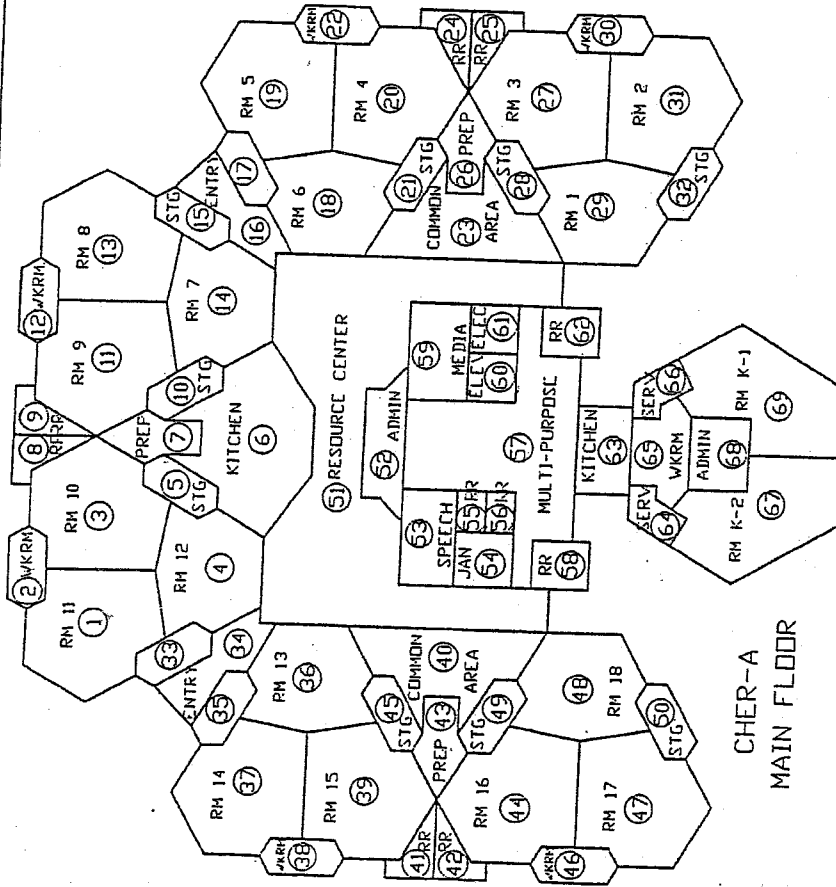 RM 11
1
2
WKRM
RM 10
3
RM 12
4
5
STG
KITCHEN
6
PREP
7
8
RR
9
RR
10
STG
RM 9
11
12
WKRM
RM 8
13
RM 7
14
STG
15
ENTRY
16
17
RM 6
18
RM 5
19
RM 4
20
21
STG
WKRM
22
COMMON
23
AREA
24
RR
25
RR
26
PREP
RM 3
27
STG
28
RM 1
29
WKRM
30
RM 2
31
32
STG
33
ENTRY
34
35
RM 13
36
RM 14
37
WKRM
38
RM 15
39
COMMON
40
AREA
41
RR
42
RR
PREP
43
RM 16
44
45
STG
WKRM
46
RM 17
47
48
RM 18
STG
49
50
STG
51
RESOURCE CENTER
52
ADMIN
53
SPEECH
JAN
54
RR
55
RR
56
57
MULTI-PURPOSE
RR
58
59
MEDIA
ELEV
60
ELEC
61
RR
62
KITCHEN
63
SERV
64
65
WKRM
SERV
66
RM K-2
67
ADMIN
68
RM K-1
69
CHER-A
MAIN FLOOR